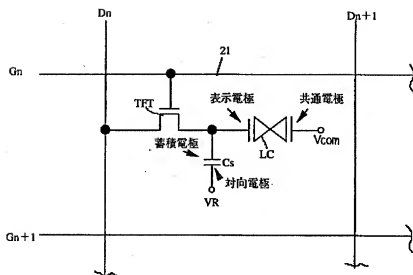 Dn
Dn+1
21
Gn
TFT
表示電極
共通電極
Vcom
LC
蓄積電極
Cs
対向電極
VR
Gn+1